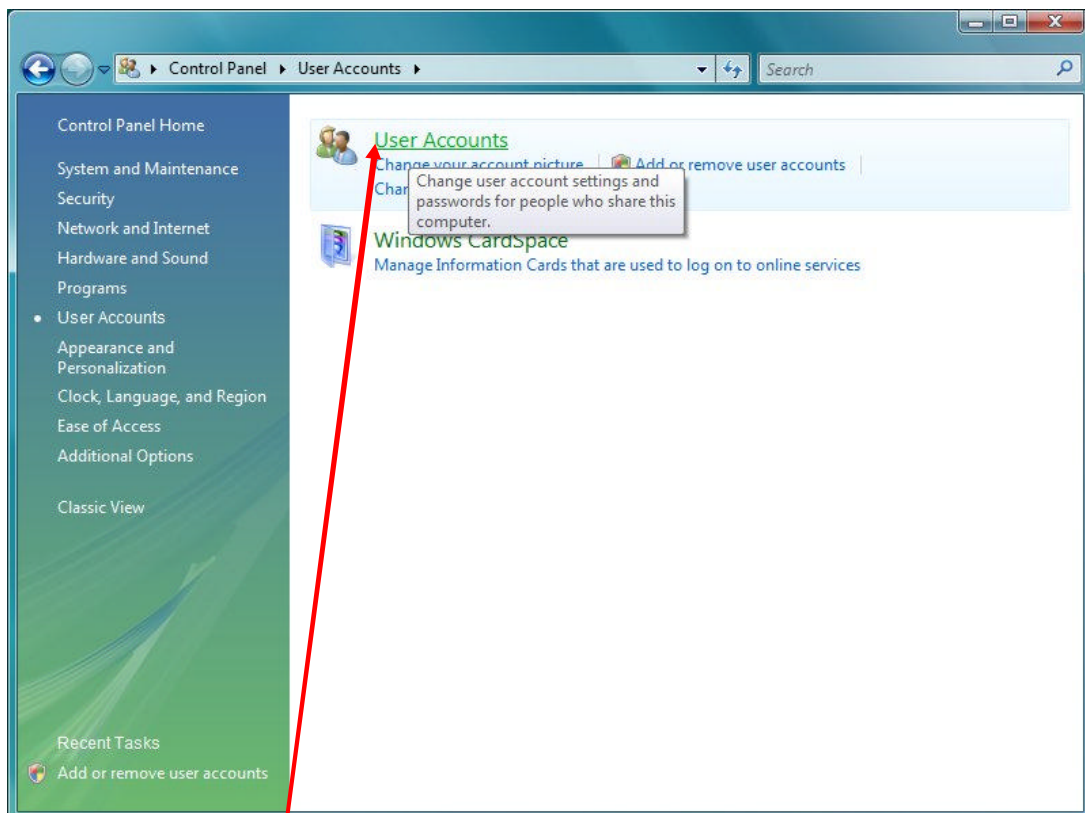 Control Panel User Accounts
Search
Control Panel Home
System and Maintenance
Security
Network and Internet
Hardware and Sound
Programs
User Accounts
Appearance and
Personalization
Clock, Language, and Region
Ease of Access
Additional Options
Classic View
Recent Tasks
Add or remove user accounts
User Accounts
Change your account picture
Add or remove user accounts
Change user account settings and
passwords for people who share this
computer.
Windows CardSpace
Manage Information Cards that are used to log on to online services